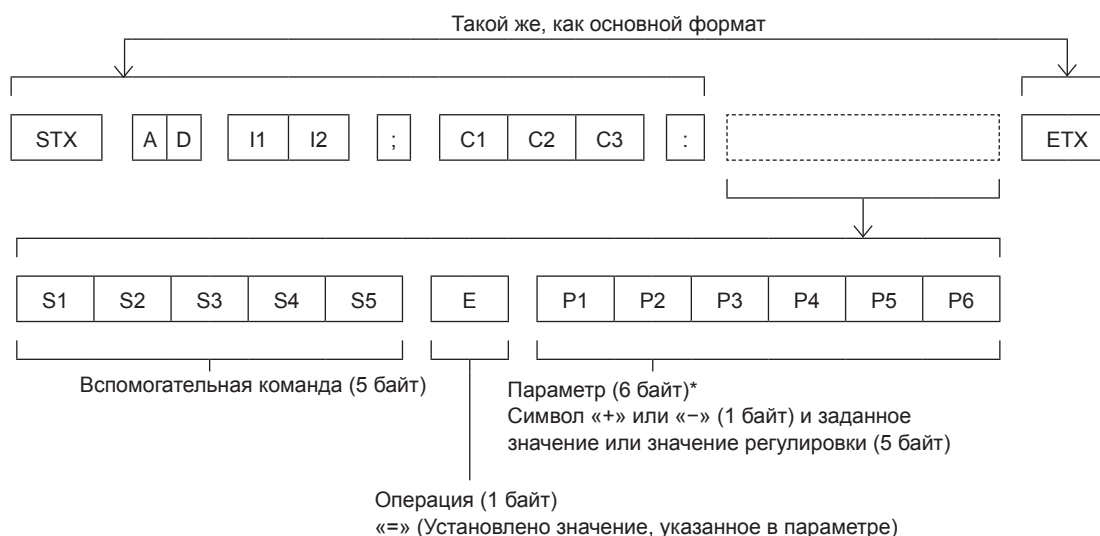 Такой же, как основной формат
STX A D I1 I2 ; C1 C2 C3 : ETX
S1 S2 S3 S4 S5 E P1 P2 P3 P4 P5 P6
Вспомогательная команда (5 байт)
Параметр (6 байт)*
Символ «+» или «−» (1 байт) и заданное
значение или значение регулировки (5 байт)
Операция (1 байт)
«=» (Установлено значение, указанное в параметре)